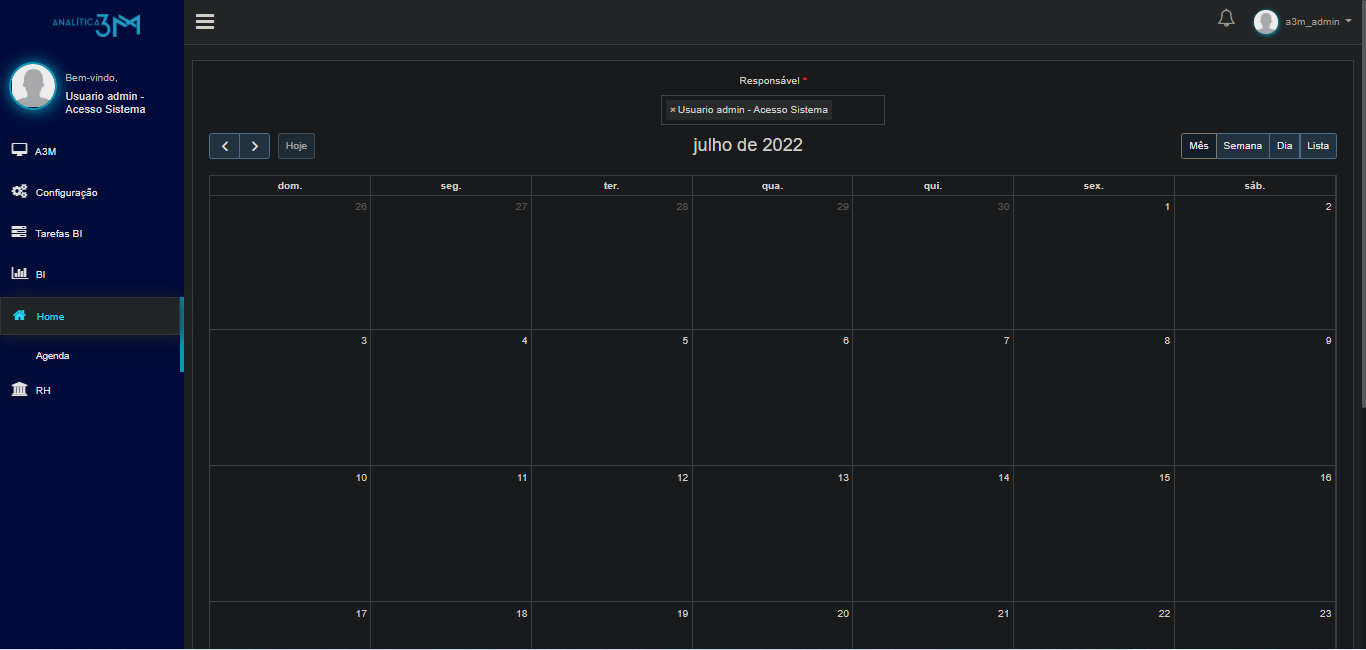 ANALÍTICA 3M
a3m_admin
Bem-vindo,
Usuario admin -
Acesso Sistema
A3M
Configuração
Tarefas BI
BI
Home
Agenda
RH
Responsável *
× Usuario admin - Acesso Sistema
Hoje
julho de 2022
Mês Semana Dia Lista
dom. seg. ter. qua. qui. sex. sáb.
26 27 28 29 30 1 2
3 4 5 6 7 8 9
10 11 12 13 14 15 16
17 18 19 20 21 22 23